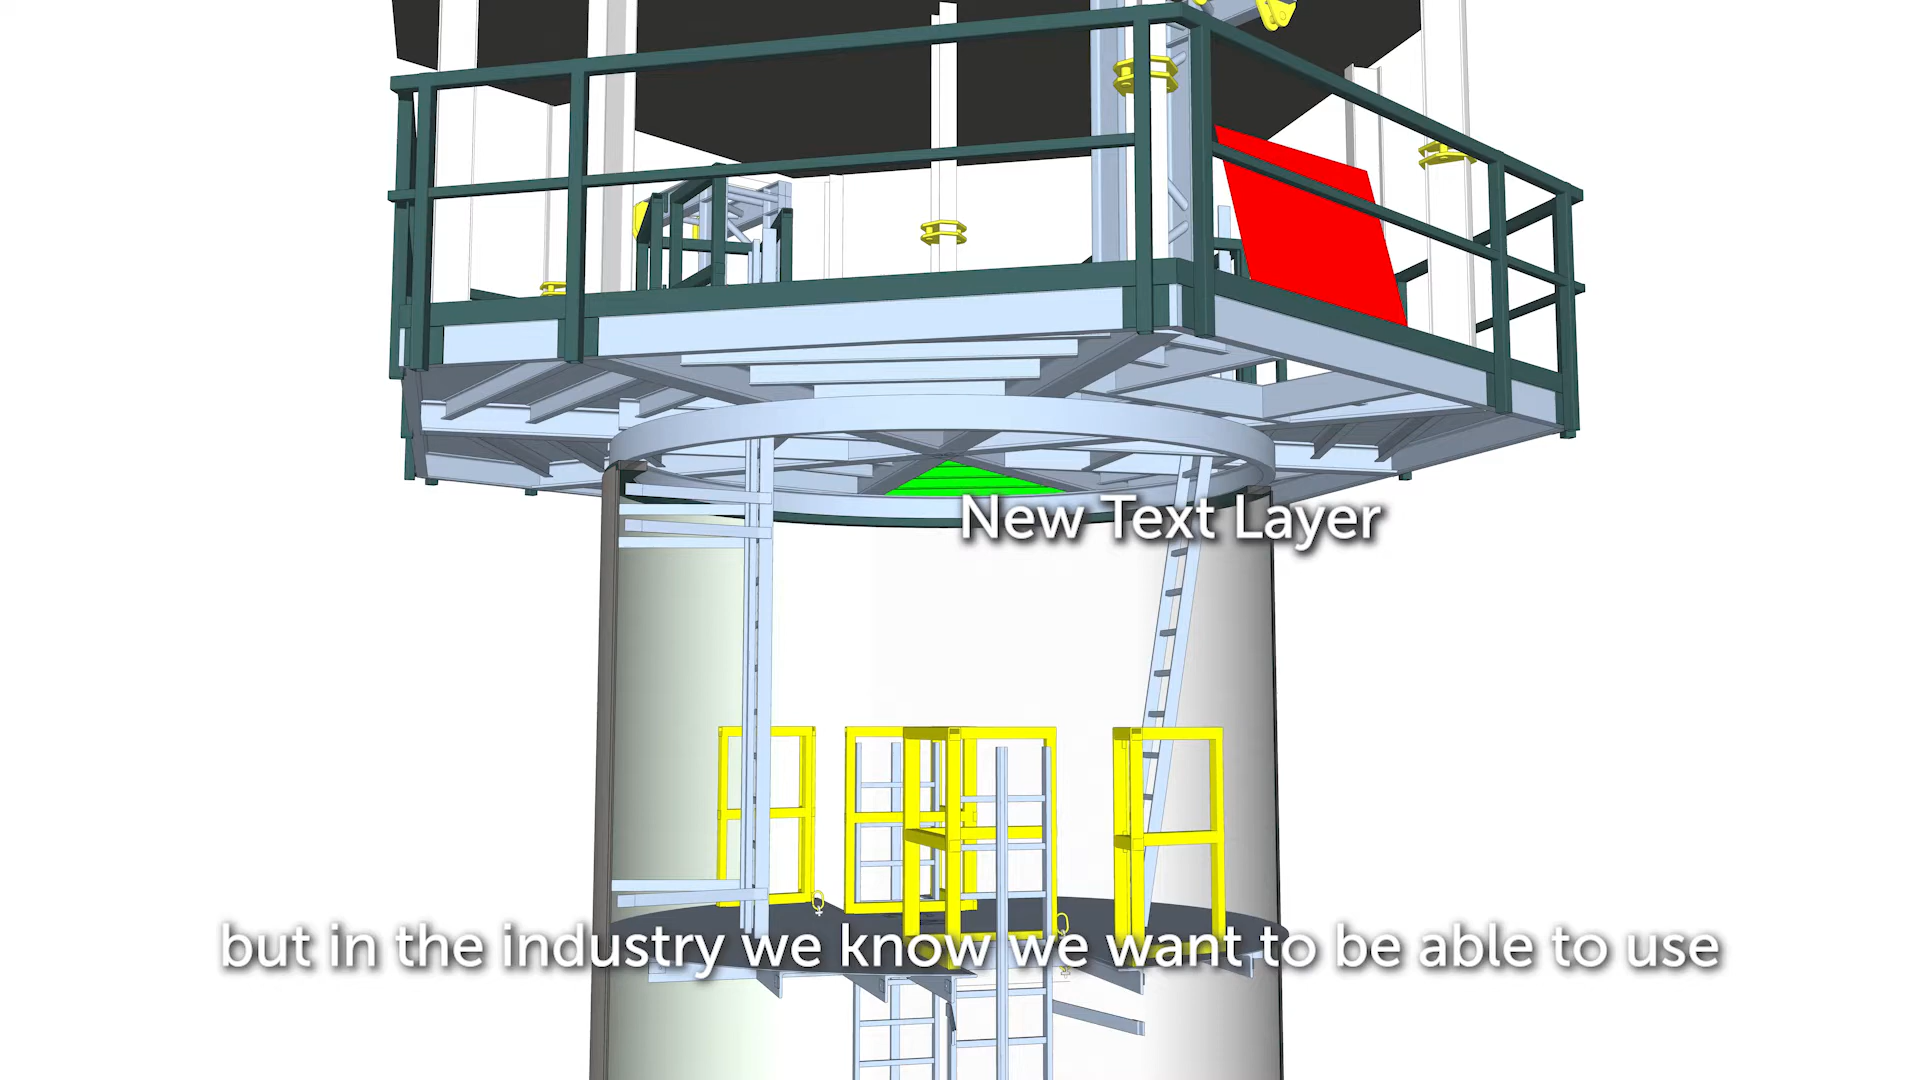 New Text Layer
but in the industry we know we want to be able to use